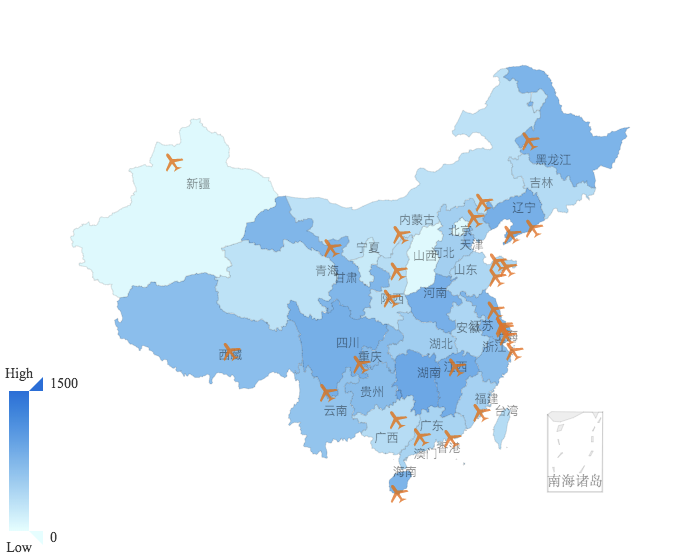 黑龙江
新疆
吉林
辽宁
内蒙古
北京
天津
宁夏
河北
山西
青海
甘肃
山东
陕西
河南
安徽
江苏
上海
西藏
四川
重庆
湖北
浙江
湖南
江西
High
1500
贵州
云南
福建
台湾
广西
广东
香港
澳门
海南
南海诸岛
0
Low